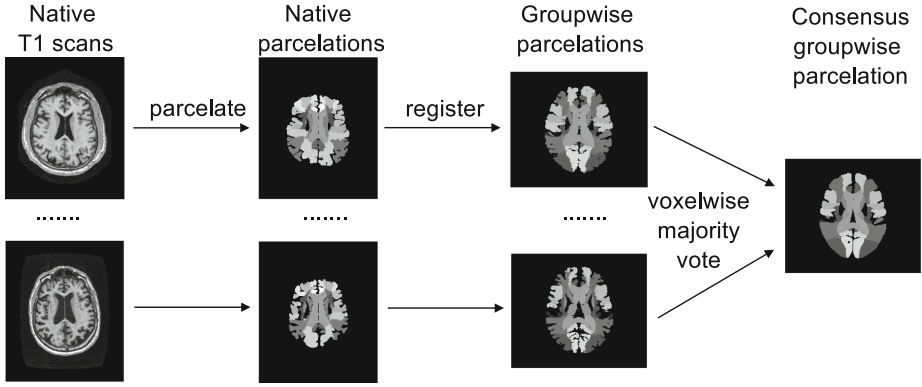 Native
T1 scans
Native
parcelations
Groupwise
parcelations
Consensus
groupwise
parcelation
parcelate
register
.......
.......
.......
voxelwise
majority
vote